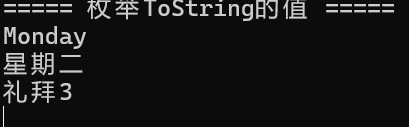 ===== 枚举ToString的值 =====
Monday
星期二
礼拜3